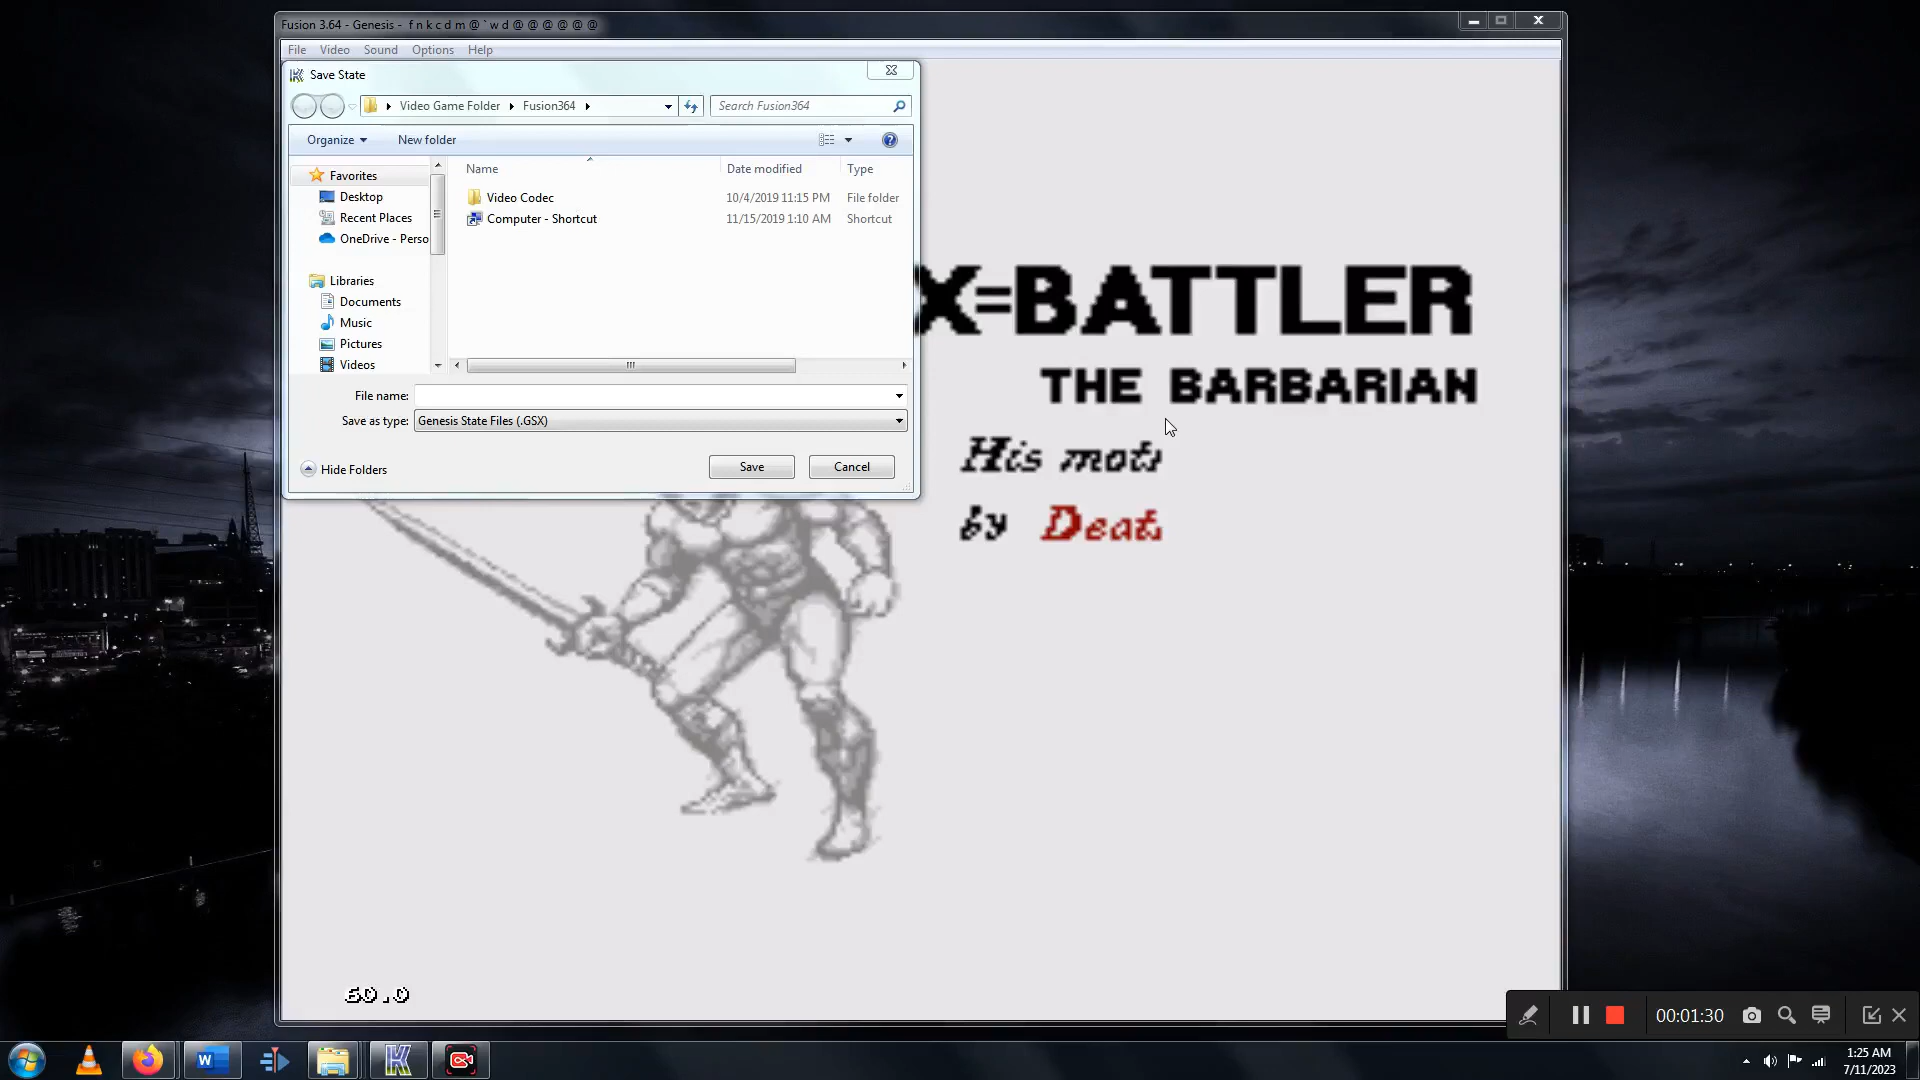 Fusion 3.64 - Genesis - f n k c d m @ ` w d @ @ @ @ @ @
File Video Sound Options Help
Save State
Video Game Folder Fusion364 Search Fusion364
Organize New folder
Name Date modified Type
Favorites
Desktop
Recent Places
OneDrive - Perso
Libraries
Documents
Music
Pictures
Videos
Video Codec 10/4/2019 11:15 PM File folder
Computer - Shortcut 11/15/2019 1:10 AM Shortcut
File name:
Save as type: Genesis State Files (.GSX)
Hide Folders Save Cancel
X=BATTLER
THE BARBARIAN
His mot
by Deat
60.0
00:01:30
1:25 AM
7/11/2023